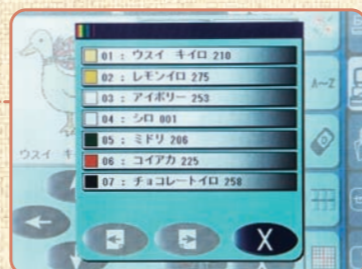 01 : ウスイ キイロ 210
02 : レモンイロ 275
03 : アイボリー 253
04 : シロ 001
05 : ミドリ 206
06 : コイアカ 225
07 : チョコレートイロ 258
ウスイ キ
A~Z
X